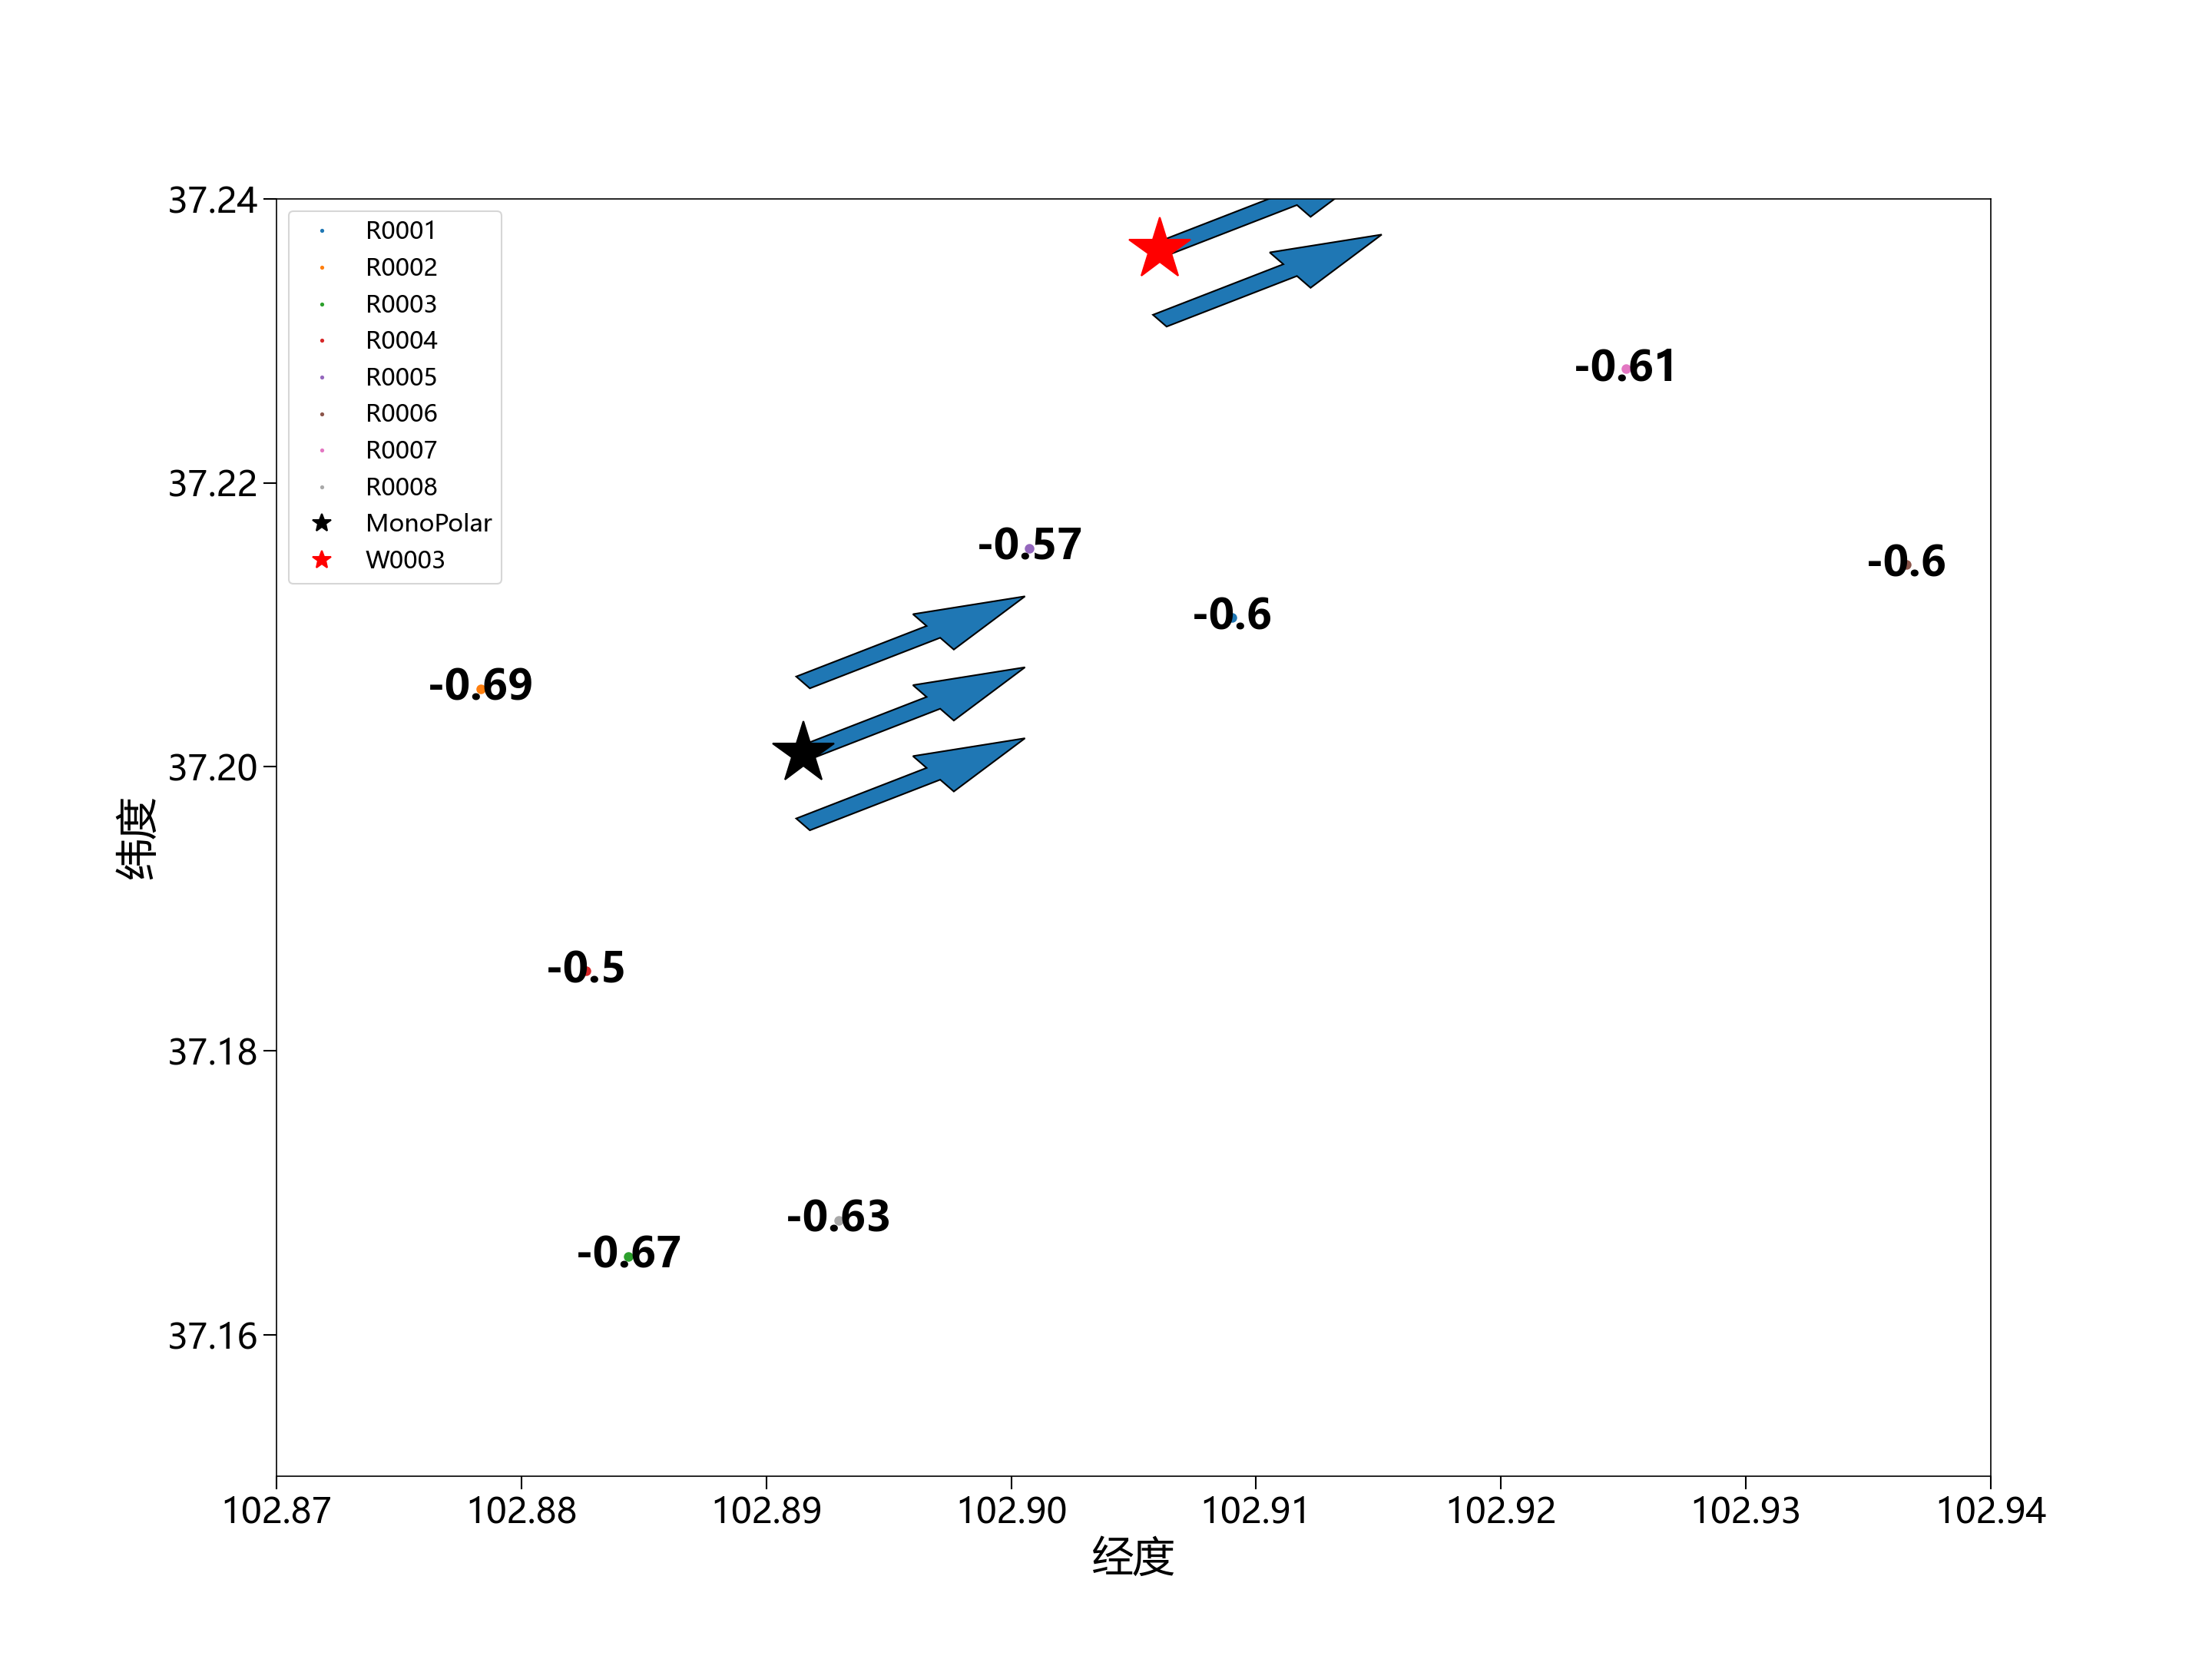 37.24
37.22
37.20
37.18
37.16
纬度
R0001
R0002
R0003
R0004
R0005
R0006
R0007
R0008
MonoPolar
W0003
-0.61
-0.57
-0.6
-0.6
-0.69
-0.5
-0.63
-0.67
102.87 102.88 102.89 102.90 102.91 102.92 102.93 102.94
经度